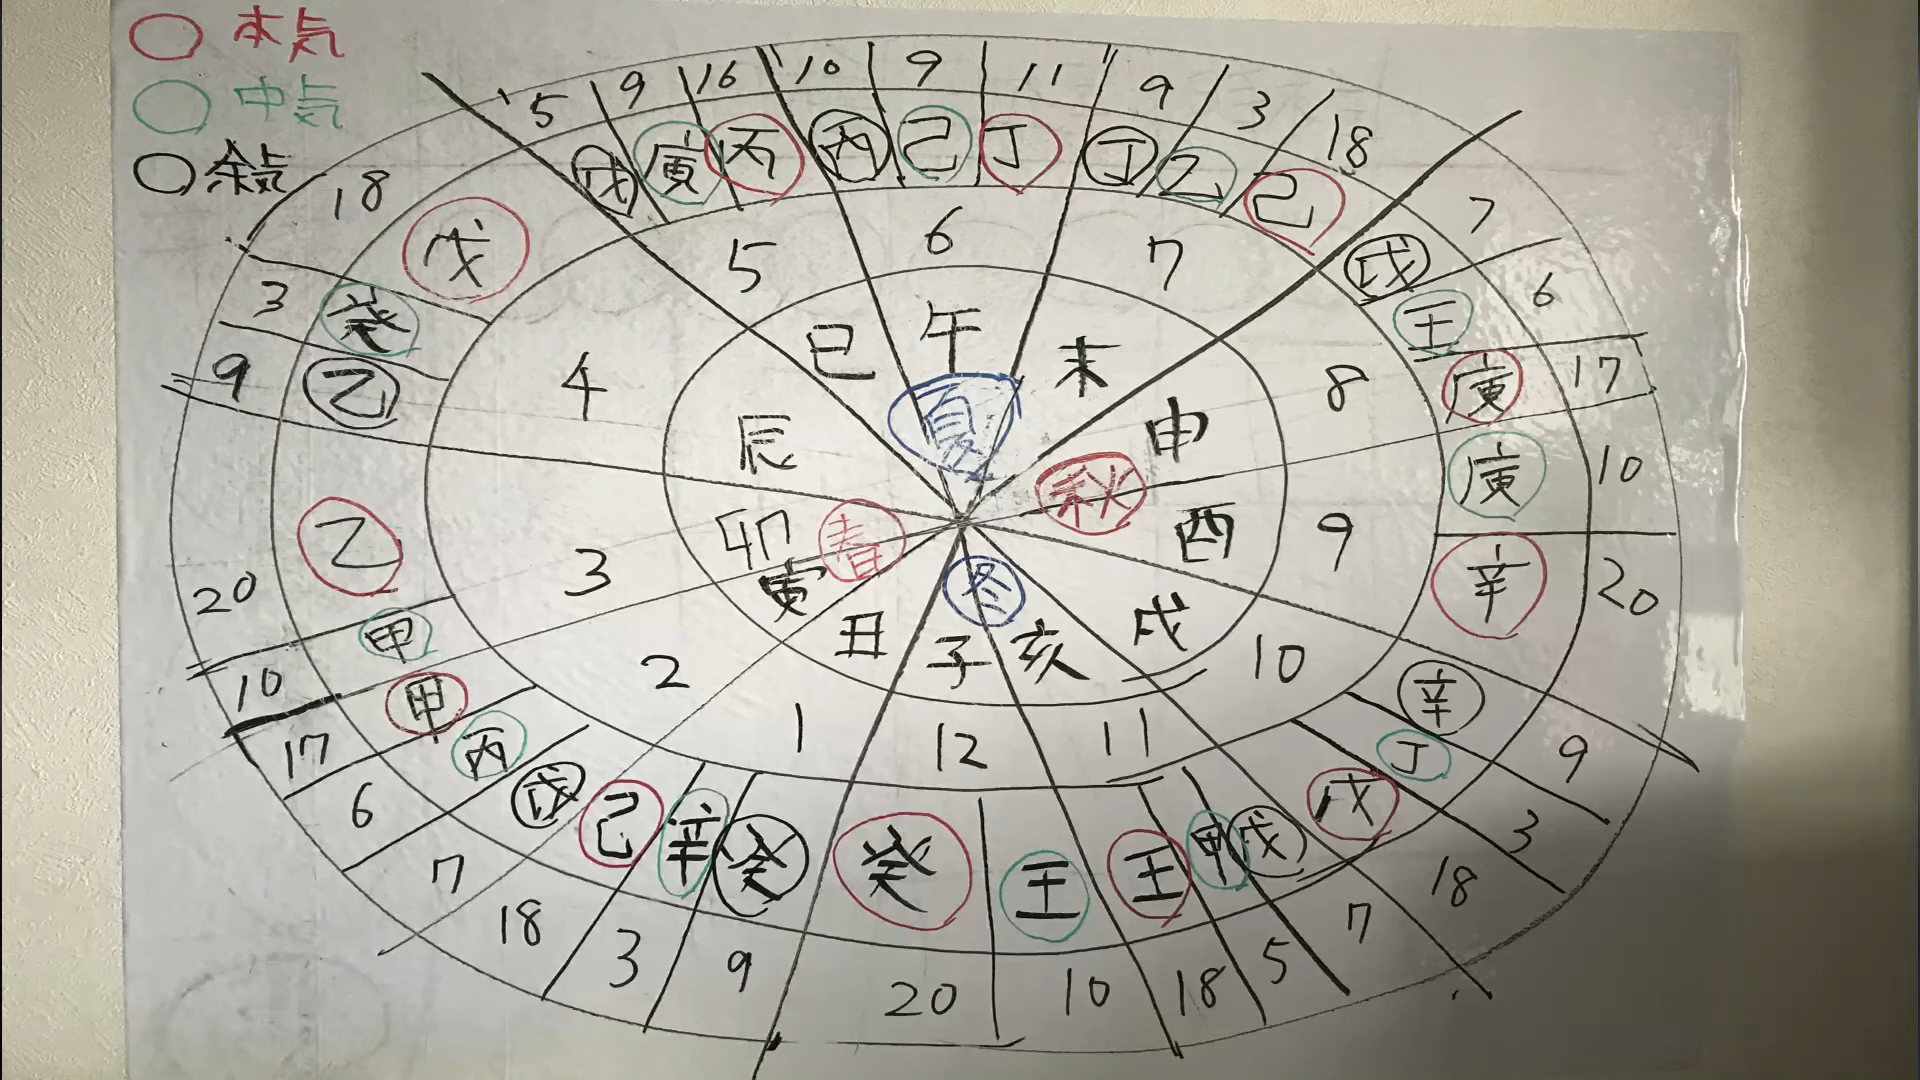 本気
中気
余気
5 9 16 10 9 11 9 3 18
戊 寅 丙 丙 己 丁 丁 乙 己
18 戊
3 癸
9 乙
20 乙
10 甲
17 甲
6 丙
7 戊
7 戊
6 壬
17 寅
10 寅
20 辛
9 辛
3 丁
18 戊
5 6 7
4 8
3 9
2 10
1 12 11
巳 午 未
辰 申
卯 酉
寅 戌
丑 子 亥
夏
秋
春
冬
己 辛 癸 癸 壬 壬 甲 戊
18 3 9 20 10 18 5 7